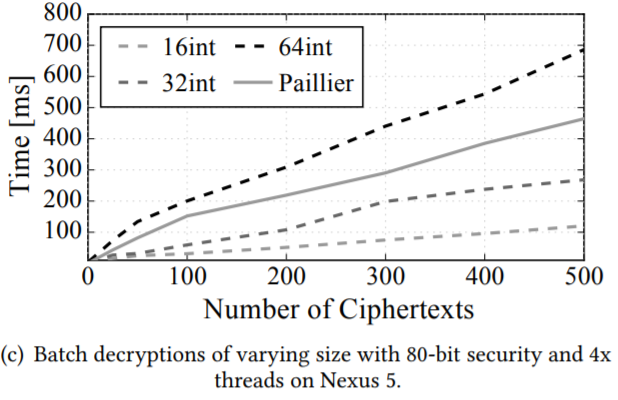 800
700
600
500
400
300
200
100
Time [ms]
16int 64int
32int Paillier
0 100 200 300 400 500
Number of Ciphertexts
(c) Batch decryptions of varying size with 80-bit security and 4x
threads on Nexus 5.